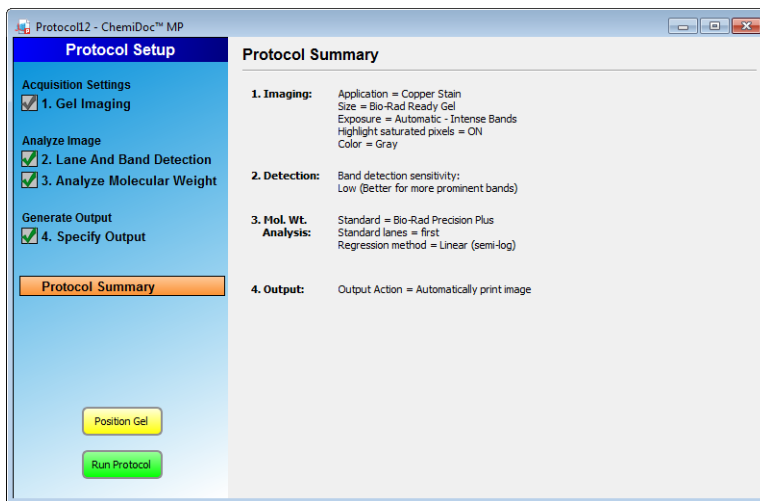 Protocol12 - ChemiDoc™ MP
Protocol Setup
Acquisition Settings
1. Gel Imaging
Analyze Image
2. Lane And Band Detection
3. Analyze Molecular Weight
Generate Output
4. Specify Output
Protocol Summary
Position Gel
Run Protocol
Protocol Summary
1. Imaging: Application = Copper Stain
Size = Bio-Rad Ready Gel
Exposure = Automatic - Intense Bands
Highlight saturated pixels = ON
Color = Gray
2. Detection: Band detection sensitivity:
Low (Better for more prominent bands)
3. Mol. Wt. Standard = Bio-Rad Precision Plus
Analysis: Standard lanes = first
Regression method = Linear (semi-log)
4. Output: Output Action = Automatically print image